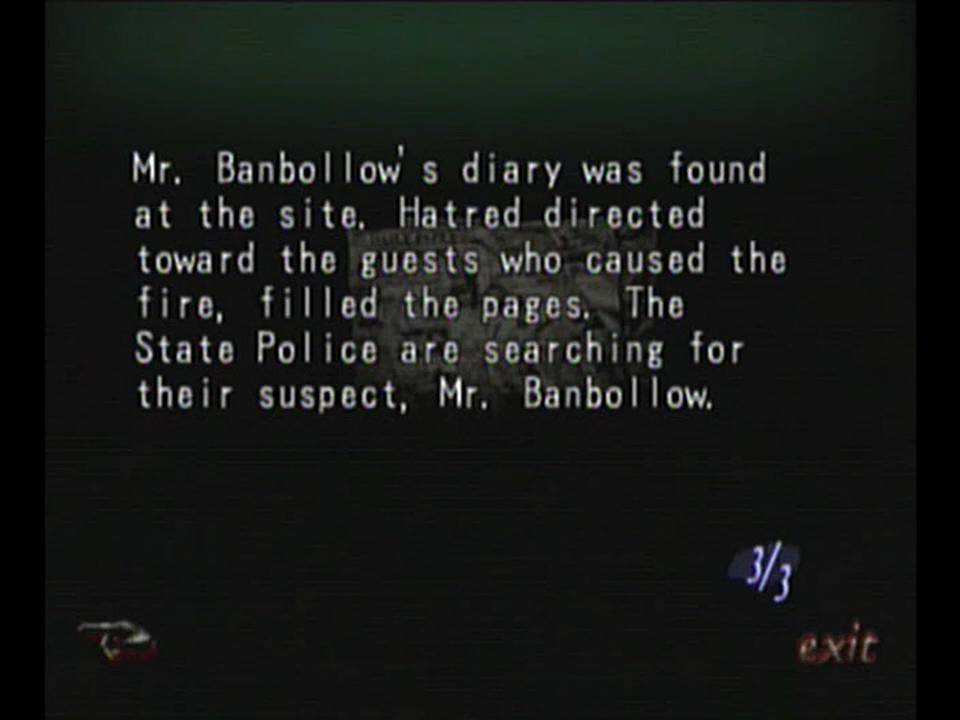 Mr. Banbollow's diary was found
at the site. Hatred directed
toward the guests who caused the
fire, filled the pages. The
State Police are searching for
their suspect, Mr. Banbollow.
3/3
exit